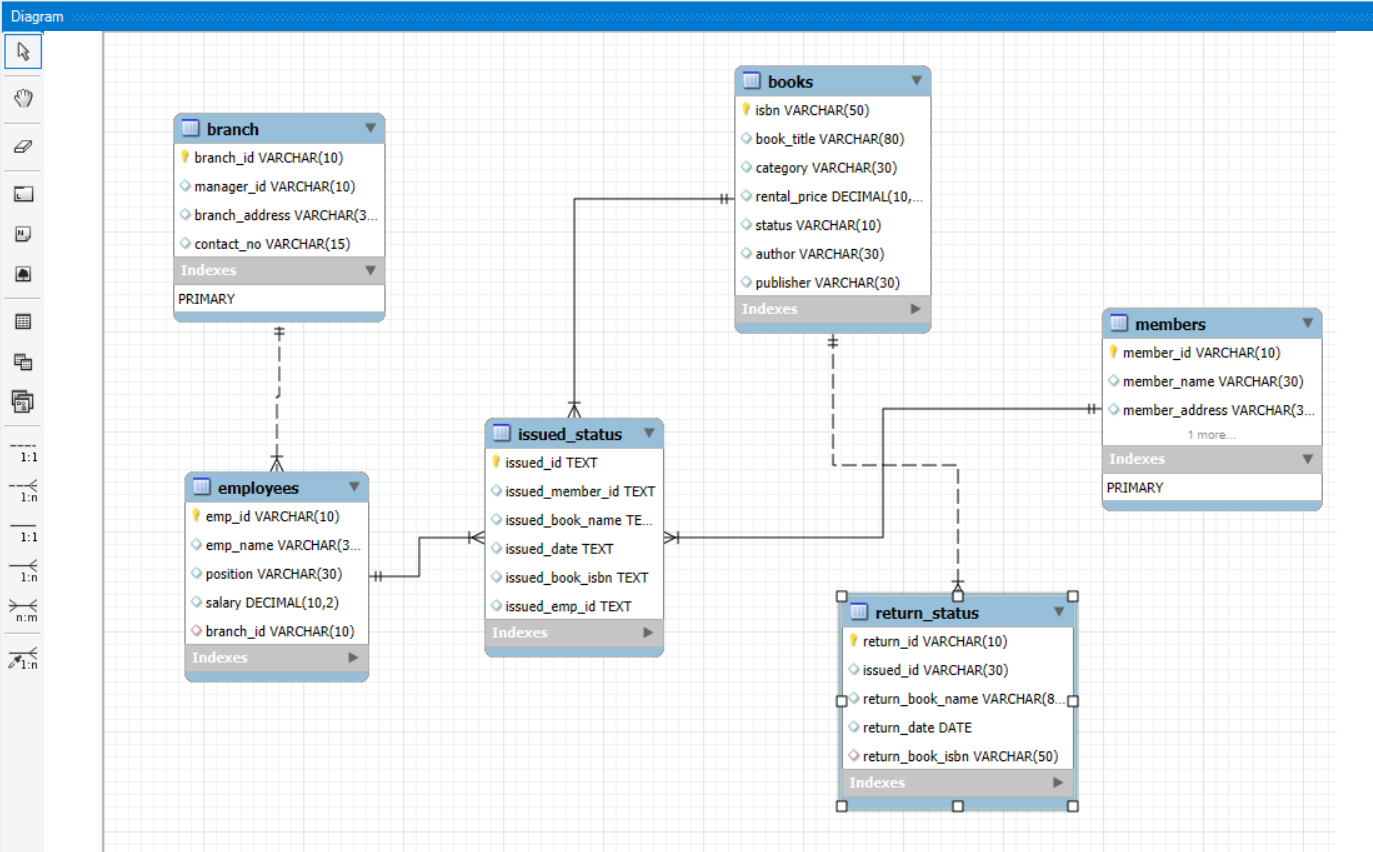 Diagram
branch
branch_id VARCHAR(10)
manager_id VARCHAR(10)
branch_address VARCHAR(3...
contact_no VARCHAR(15)
Indexes
PRIMARY
books
isbn VARCHAR(50)
book_title VARCHAR(80)
category VARCHAR(30)
rental_price DECIMAL(10,...
status VARCHAR(10)
author VARCHAR(30)
publisher VARCHAR(30)
Indexes
members
member_id VARCHAR(10)
member_name VARCHAR(30)
member_address VARCHAR(3...
1 more...
Indexes
PRIMARY
employees
emp_id VARCHAR(10)
emp_name VARCHAR(3...
position VARCHAR(30)
salary DECIMAL(10,2)
branch_id VARCHAR(10)
Indexes
issued_status
issued_id TEXT
issued_member_id TEXT
issued_book_name TE...
issued_date TEXT
issued_book_isbn TEXT
issued_emp_id TEXT
Indexes
return_status
return_id VARCHAR(10)
issued_id VARCHAR(30)
return_book_name VARCHAR(8...
return_date DATE
return_book_isbn VARCHAR(50)
Indexes
1:1
1:n
1:1
1:n
n:m
1:n